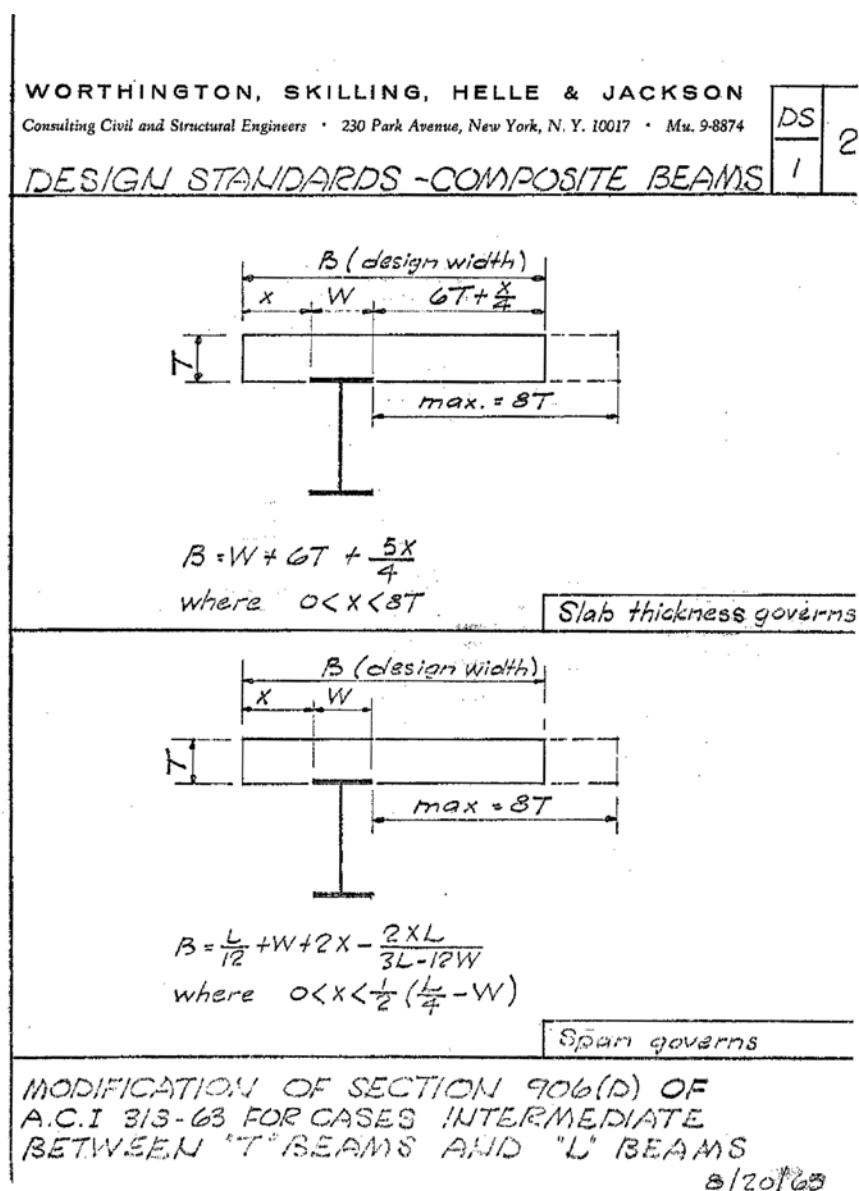 WORTHINGTON, SKILLING, HELLE & JACKSON
Consulting Civil and Structural Engineers • 230 Park Avenue, New York, N. Y. 10017 • Mu. 9-8874
DS
1
2
DESIGN STANDARDS - COMPOSITE BEAMS
B (design width)
X W 6T + X/4
T
max. = 8T
B = W + 6T + 5X/4
where 0 < X < 8T
Slab thickness governs
B (design width)
X W
T
max = 8T
B = L/12 + W + 2X - 2XL/3L-12W
where 0 < X < 1/2 (L/4 - W)
Span governs
MODIFICATION OF SECTION 906(D) OF
A.C.I 318-63 FOR CASES INTERMEDIATE
BETWEEN "T" BEAMS AND "L" BEAMS